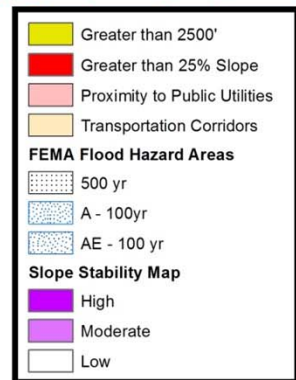 Greater than 2500'
Greater than 25% Slope
Proximity to Public Utilities
Transportation Corridors
FEMA Flood Hazard Areas
500 yr
A - 100yr
AE - 100 yr
Slope Stability Map
High
Moderate
Low